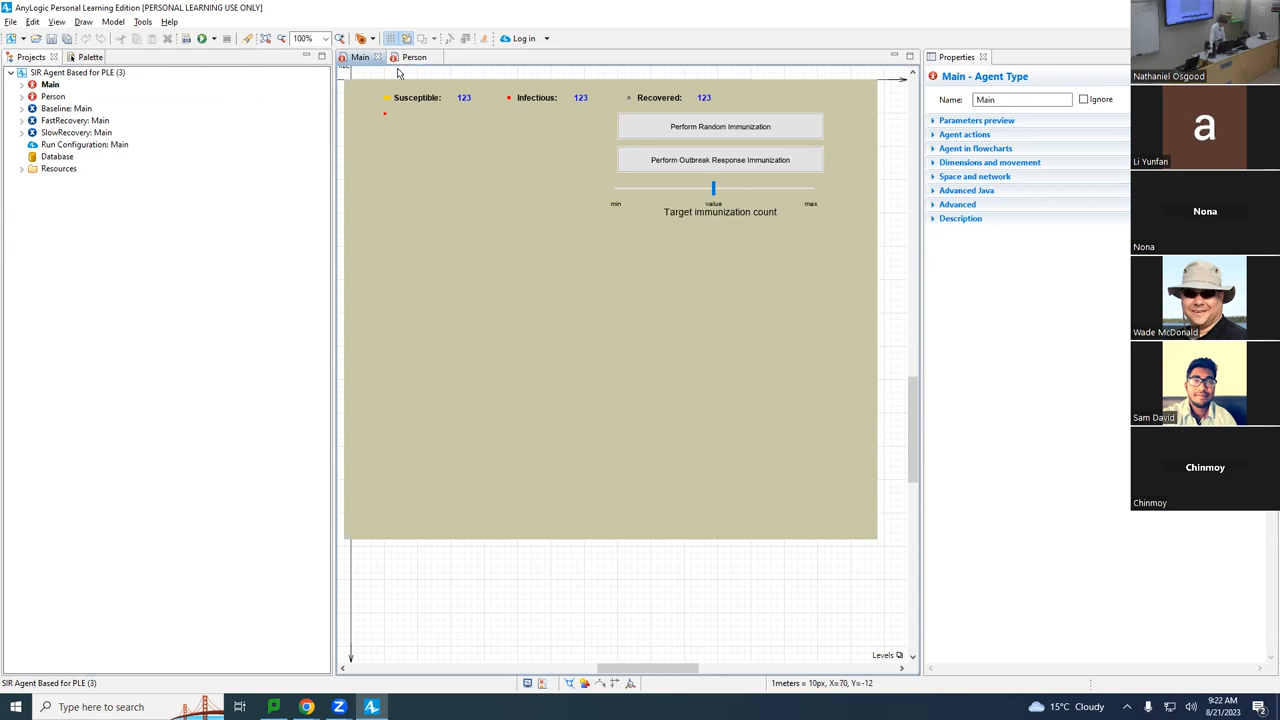 AnyLogic Personal Learning Edition [PERSONAL LEARNING USE ONLY]
File Edit View Draw Model Tools Help
100% Log in
Projects Palette Main Person Properties
SIR Agent Based for PLE (3)
Main
Person
Baseline: Main
FastRecovery: Main
SlowRecovery: Main
Run Configuration: Main
Database
Resources
Susceptible: 123 Infectious: 123 Recovered: 123
Perform Random Immunization
Perform Outbreak Response Immunization
min value max
Target immunization count
Levels
Main - Agent Type
Name: Main Ignore
Parameters preview
Agent actions
Agent in flowcharts
Dimensions and movement
Space and network
Advanced Java
Advanced
Description
Nathaniel Osgood
a
Li Yunfan
Nona
Nona
Wade McDonald
Sam David
Chinmoy
Chinmoy
SIR Agent Based for PLE (3) 1meters = 10px, X=70, Y=-12
Type here to search 15°C Cloudy 9:22 AM
8/21/2023 2